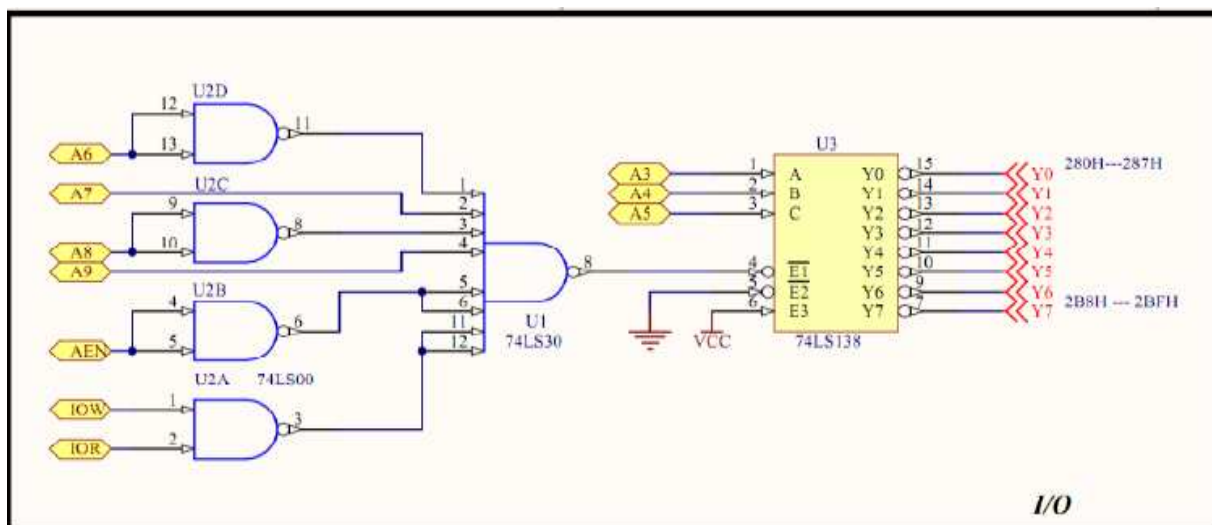 U2D
12
11
13
A6
A7
U2C
9
8
10
A8
A9
U2B
4
6
5
AEN
U2A 74LS00
1
IOW
3
2
IOR
1
2
3
4
5
6
11
12
8
U1
74LS30
U3
A3 1 A Y0 15 Y0 280H---287H
A4 2 B Y1 14 Y1
A5 3 C Y2 13 Y2
Y3 12 Y3
Y4 11 Y4
4 E1 Y5 10 Y5
5 E2 Y6 9 Y6 2B8H --- 2BFH
6 E3 Y7 7 Y7
VCC 74LS138
I/O